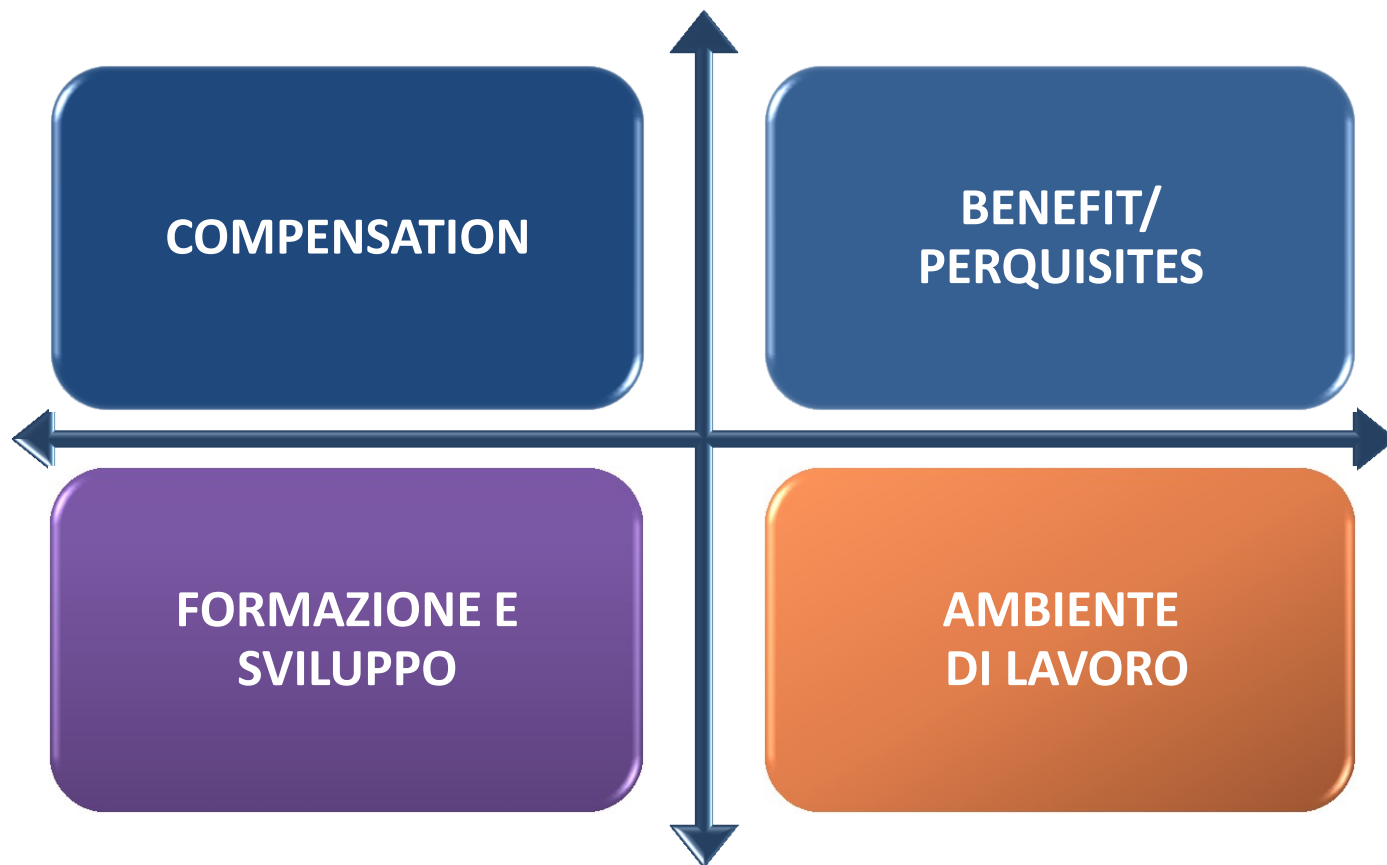 COMPENSATION
BENEFIT/
PERQUISITES
FORMAZIONE E
SVILUPPO
AMBIENTE
DI LAVORO